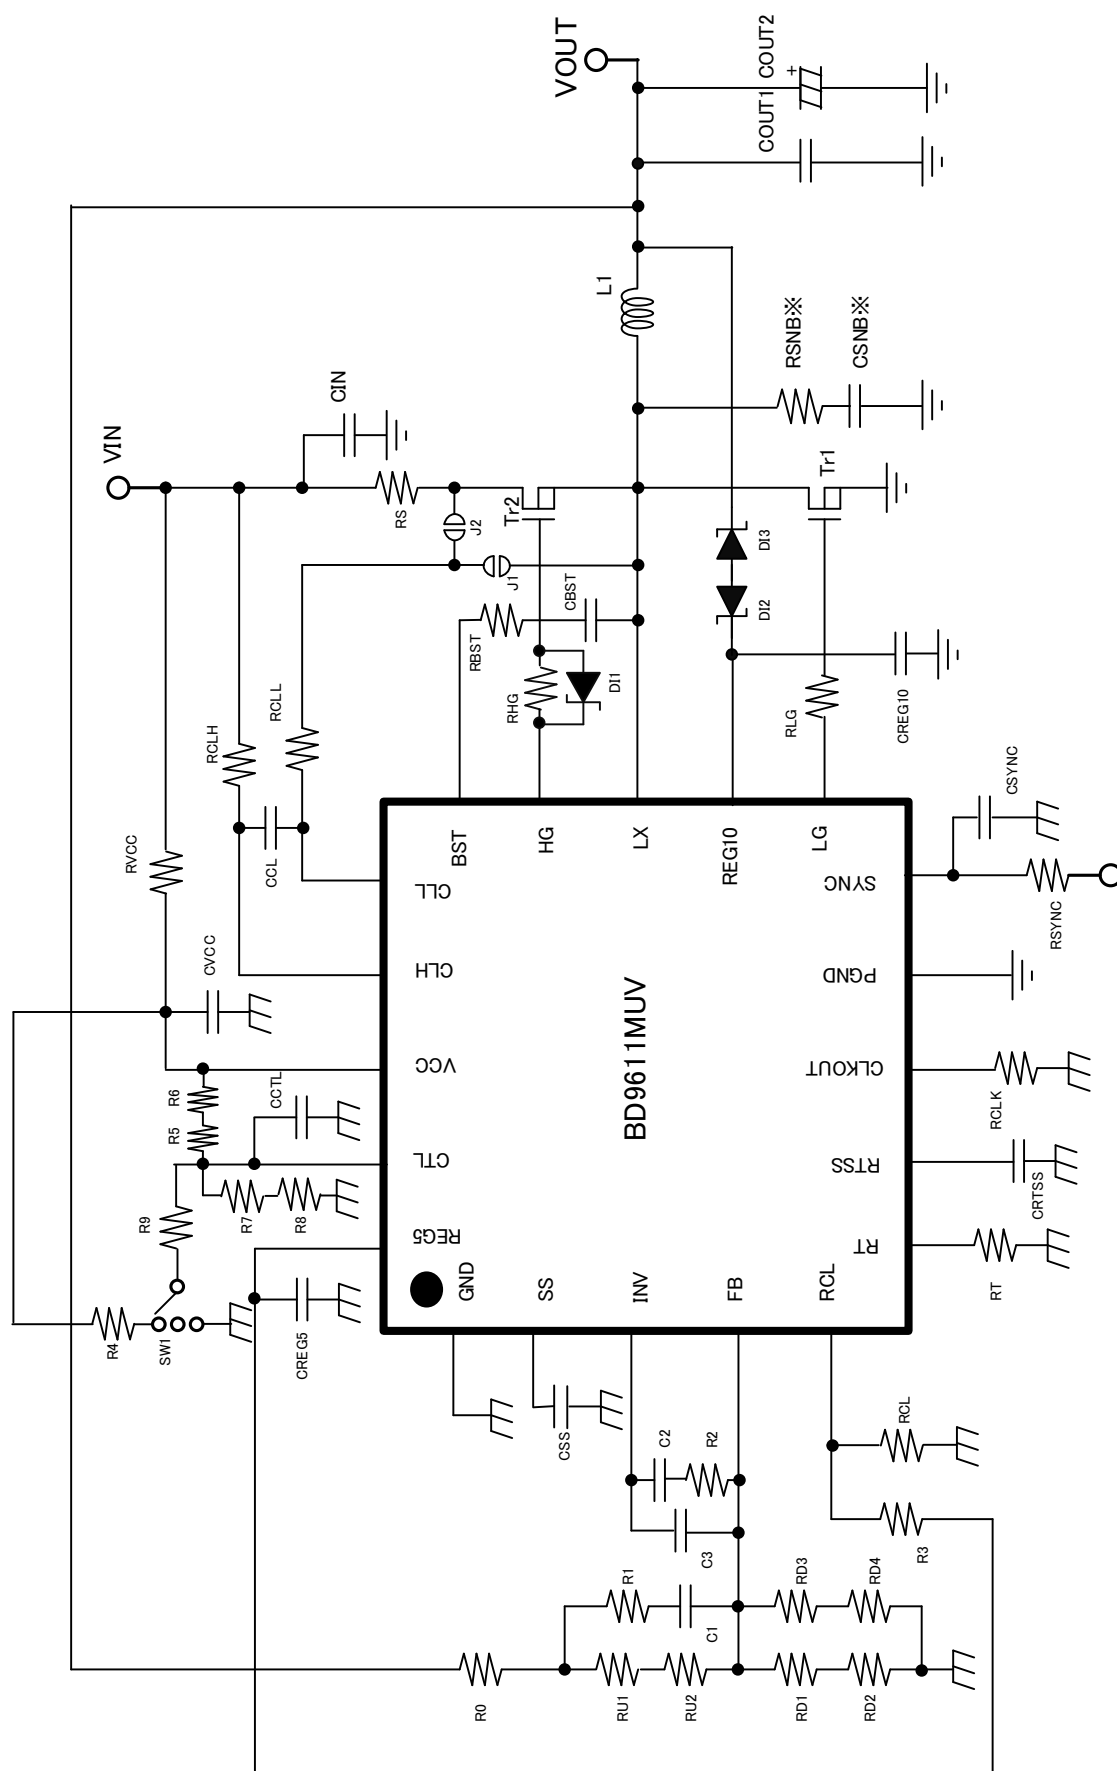 VOUT
COUT2
+
COUT1
L1
RSNB※
CSNB※
CIN
VIN
RS
J2
Tr2
Tr1
J1
DI3
DI2
CBST
RBST
RHG
DI1
RCLL
RCLH
RLG
CREG10
CSYNC
RVCC
CCL
CVCC
RSYNC
BST
HG
LX
REG10
LG
CLL
SYNC
CLH
PGND
VCC
CLKOUT
CTL
RTSS
REG5
RT
BD9611MUV
GND
SS
INV
FB
RCL
R6
R5
CCTL
RCLK
R9
R7
R8
CRTSS
R4
SW1
CREG5
RT
CSS
C2
R2
RCL
C3
R3
R1
C1
RD3
RD4
R0
RU1
RU2
RD1
RD2